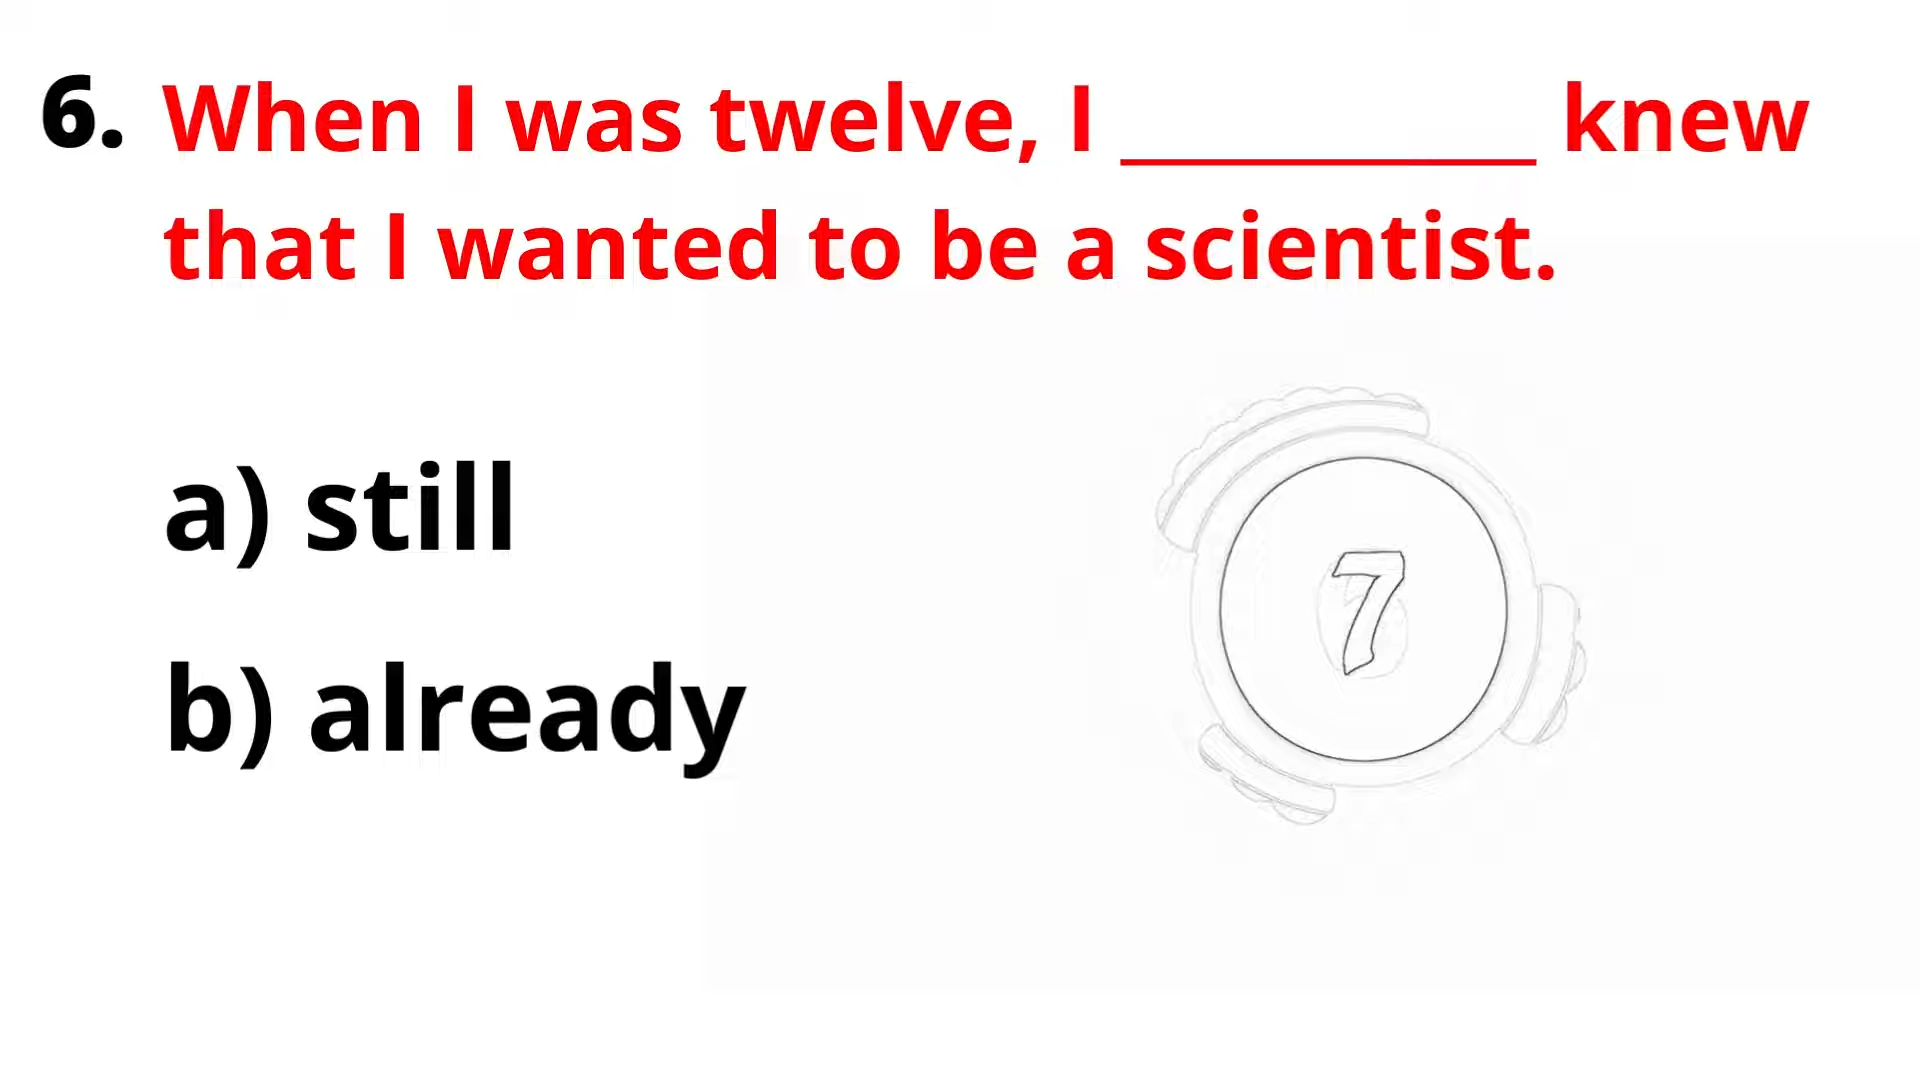 6. When I was twelve, I __________ knew
that I wanted to be a scientist.
a) still
7
b) already